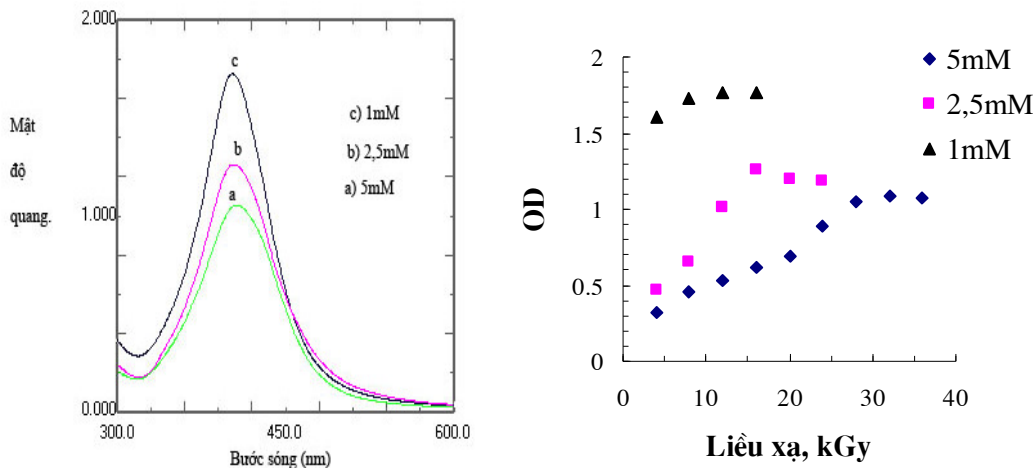 2.000
Mật
độ
quang.
1.000
0.000
300.0
450.0
600.0
Bước sóng (nm)
c
b
a
c) 1mM
b) 2,5mM
a) 5mM
2
1.5
1
0.5
0
OD
0
10
20
30
40
Liều xạ, kGy
5mM
2,5mM
1mM